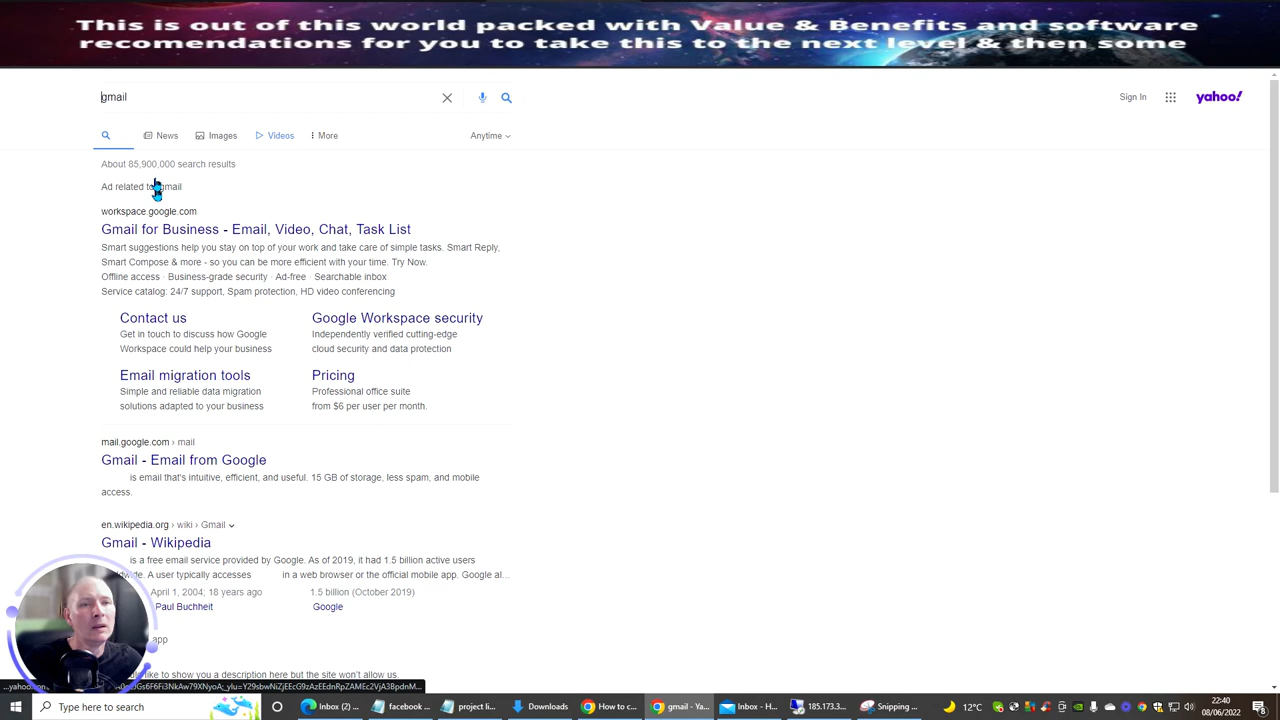 This is out of this world packed with Value & Benefits and software
recomendations for you to take this to the next level & then some
gmail
Sign In
yahoo!
News
Images
Videos
More
Anytime
About 85,900,000 search results
Ad related to gmail
workspace.google.com
Gmail for Business - Email, Video, Chat, Task List
Smart suggestions help you stay on top of your work and take care of simple tasks. Smart Reply,
Smart Compose & more - so you can be more efficient with your time. Try Now.
Offline access · Business-grade security · Ad-free · Searchable inbox
Service catalog: 24/7 support, Spam protection, HD video conferencing
Contact us
Get in touch to discuss how Google
Workspace could help your business
Google Workspace security
Independently verified cutting-edge
cloud security and data protection
Email migration tools
Simple and reliable data migration
solutions adapted to your business
Pricing
Professional office suite
from $6 per user per month.
mail.google.com › mail
Gmail - Email from Google
is email that's intuitive, efficient, and useful. 15 GB of storage, less spam, and mobile
access.
en.wikipedia.org › wiki › Gmail
Gmail - Wikipedia
is a free email service provided by Google. As of 2019, it had 1.5 billion active users
A user typically accesses in a web browser or the official mobile app. Google al...
April 1, 2004; 18 years ago 1.5 billion (October 2019)
Paul Buchheit Google
app
like to show you a description here but the site won't allow us.
Type here to search
Inbox (2) ...
facebook ...
project li...
Downloads
How to c...
gmail - Ya...
Inbox - H...
185.173.3...
Snipping ...
12°C
22:40
08/06/2022